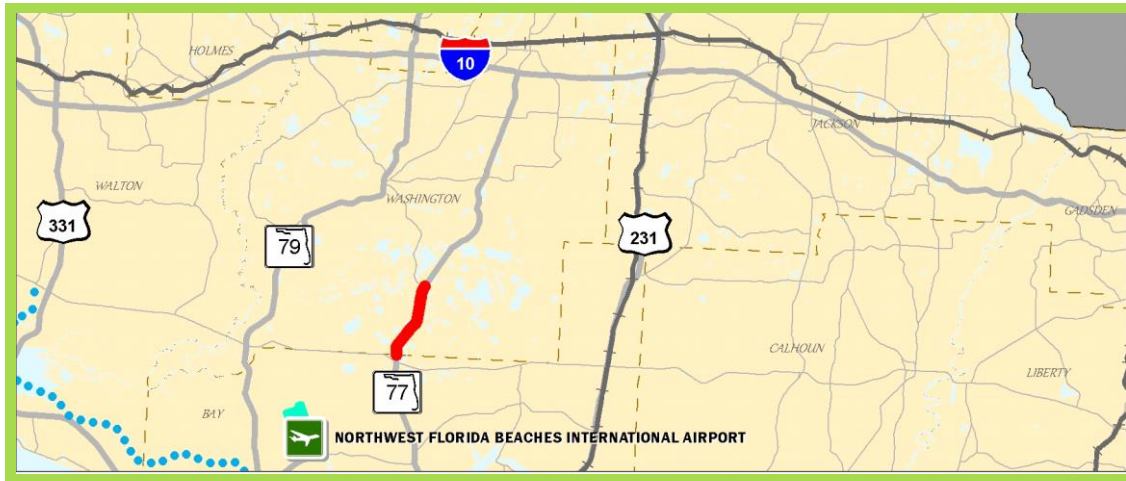 HOLMES
10
JACKSON
WALTON
WASHINGTON
GADSDEN
331
79
231
CALHOUN
LIBERTY
77
BAY
NORTHWEST FLORIDA BEACHES INTERNATIONAL AIRPORT